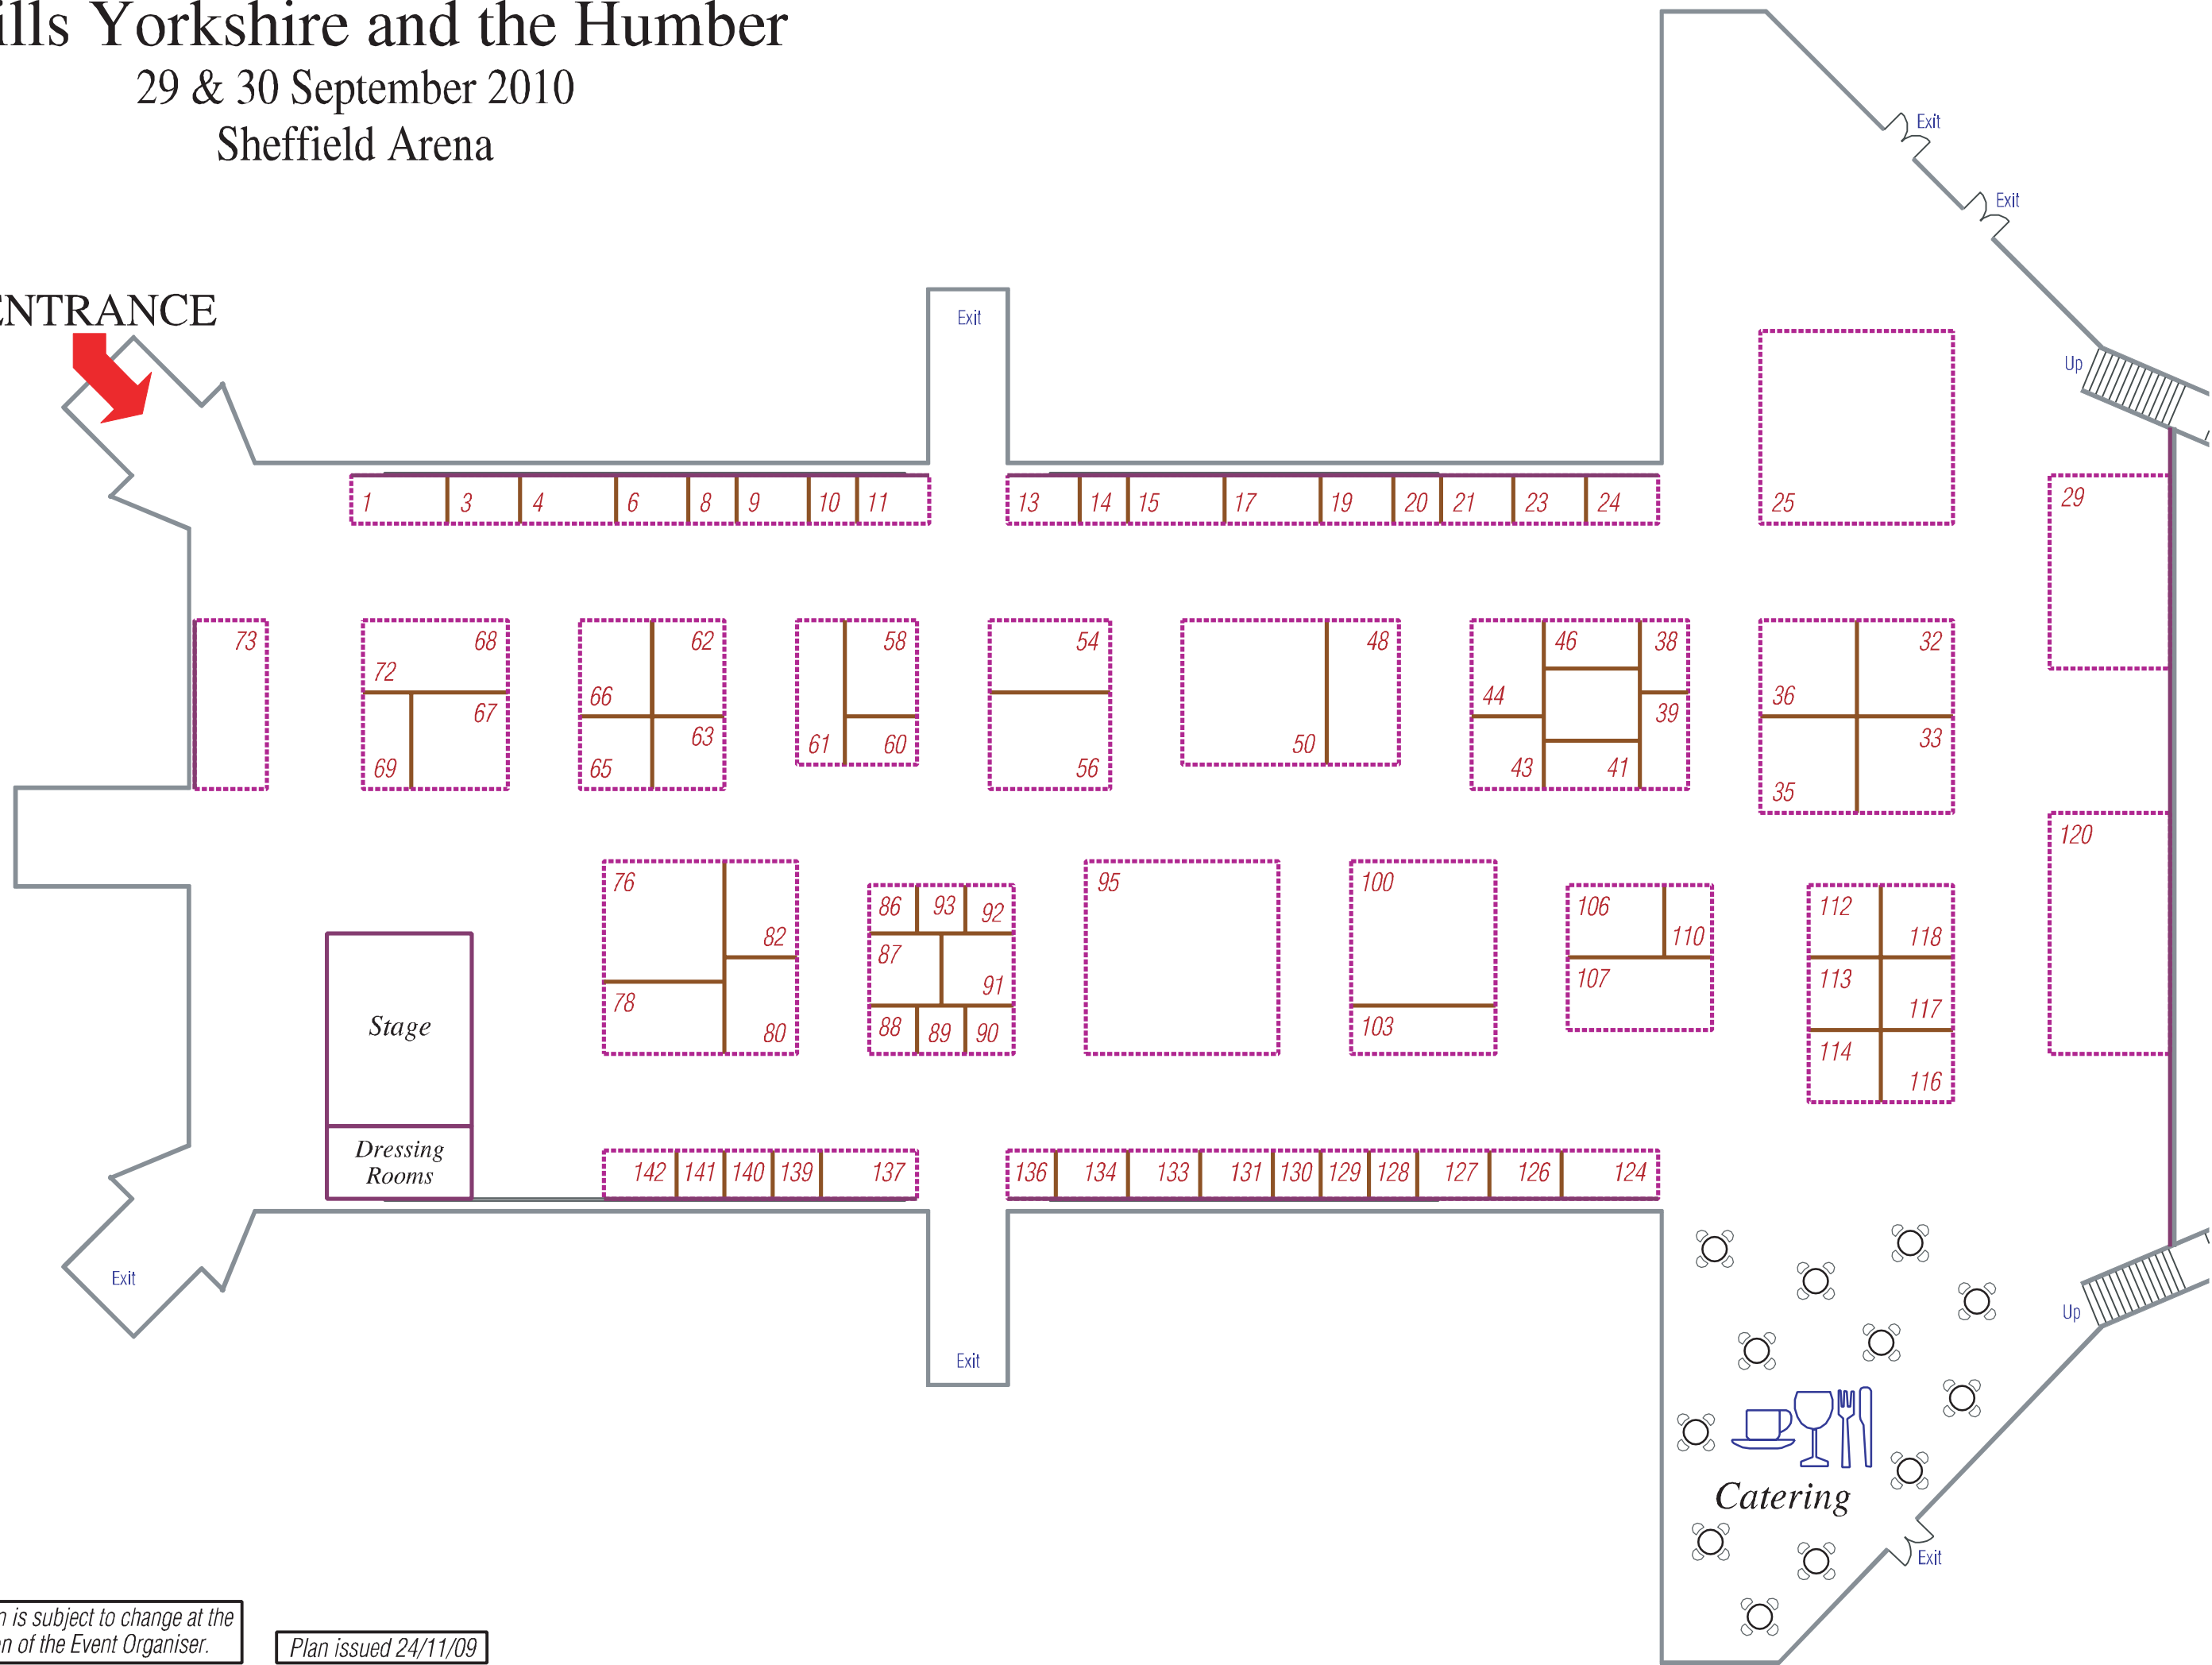 ills Yorkshire and the Humber
29 & 30 September 2010
Sheffield Arena
Exit
Exit
ENTRANCE
Exit
Up
1 3 4 6 8 9 10 11 13 14 15 17 19 20 21 23 24 25 29
73 68 62 58 54 48 46 38 32
72 66 44 36
67 63 61 60 50 39 33
69 65 56 43 41 35
120
76 86 93 92 95 100 106 112
82 87 110 118
78 91 107 113
80 88 89 90 103 117
114 116
Stage
Dressing
Rooms
142 141 140 139 137 136 134 133 131 130 129 128 127 126 124
Exit
Up
Exit
Catering
Exit
n is subject to change at the
n of the Event Organiser.
Plan issued 24/11/09